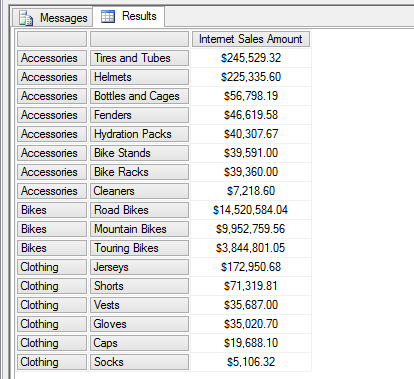 Messages Results
Internet Sales Amount
Accessories Tires and Tubes $245,529.32
Accessories Helmets $225,335.60
Accessories Bottles and Cages $56,798.19
Accessories Fenders $46,619.58
Accessories Hydration Packs $40,307.67
Accessories Bike Stands $39,591.00
Accessories Bike Racks $39,360.00
Accessories Cleaners $7,218.60
Bikes Road Bikes $14,520,584.04
Bikes Mountain Bikes $9,952,759.56
Bikes Touring Bikes $3,844,801.05
Clothing Jerseys $172,950.68
Clothing Shorts $71,319.81
Clothing Vests $35,687.00
Clothing Gloves $35,020.70
Clothing Caps $19,688.10
Clothing Socks $5,106.32